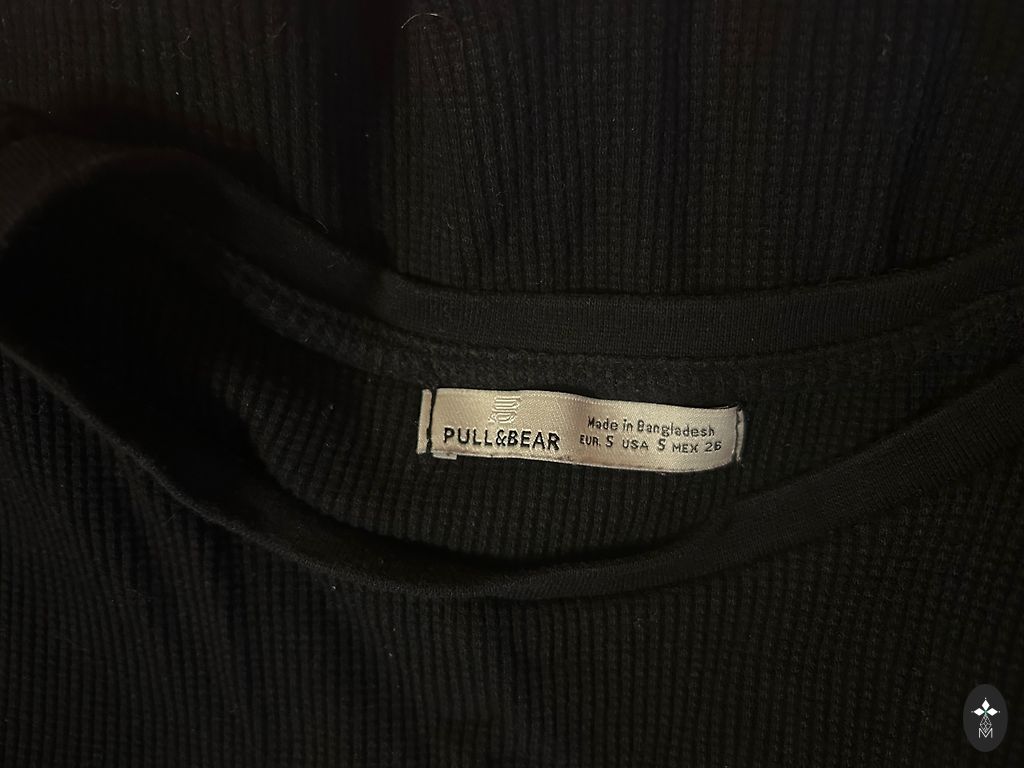 PULL&BEAR
Made in Bangladesh
EUR S USA S MEX 26
M